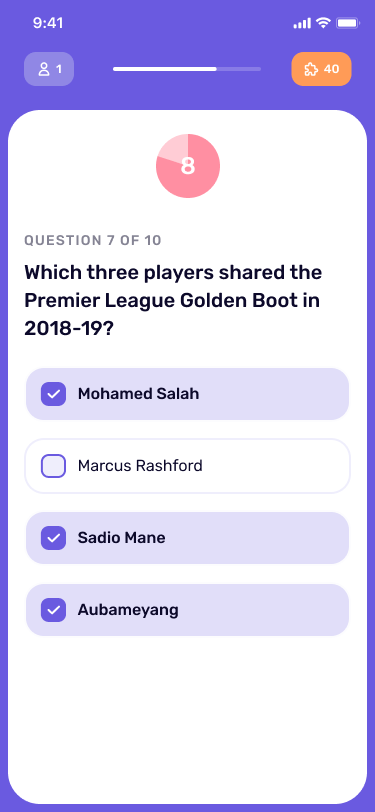 9:41
1
40
8
QUESTION 7 OF 10
Which three players shared the
Premier League Golden Boot in
2018-19?
Mohamed Salah
Marcus Rashford
Sadio Mane
Aubameyang